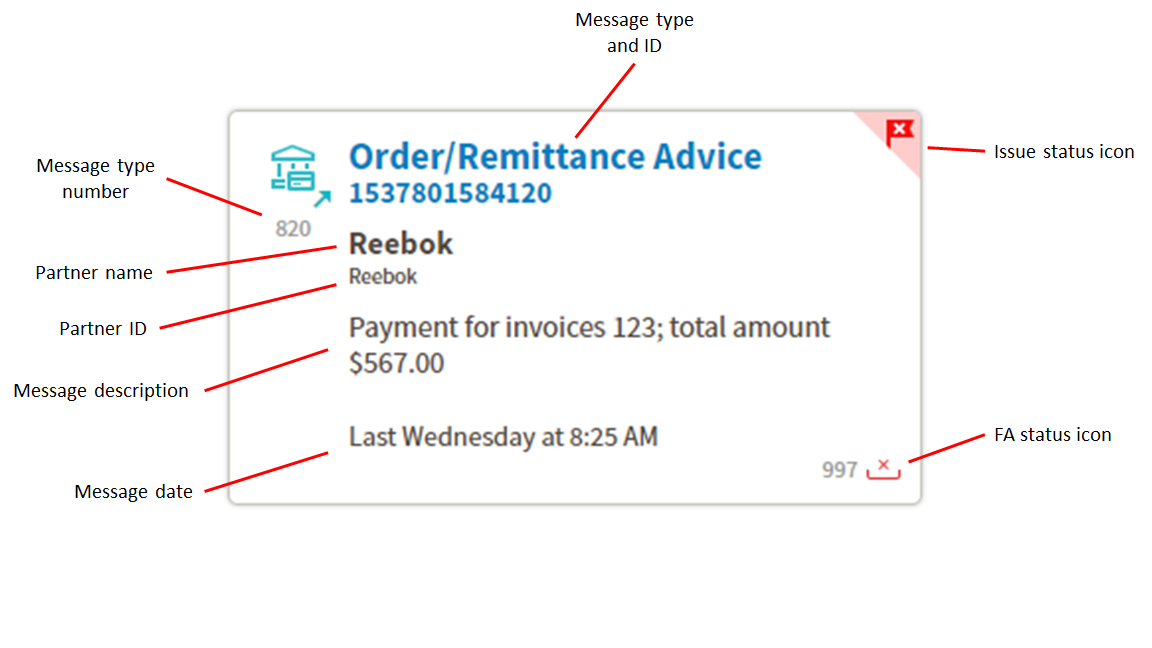 Message type
and ID
Order/Remittance Advice
1537801584120
Issue status icon
Message type
number
820
Reebok
Partner name
Reebok
Partner ID
Payment for invoices 123; total amount
$567.00
Message description
Last Wednesday at 8:25 AM
FA status icon
997
Message date